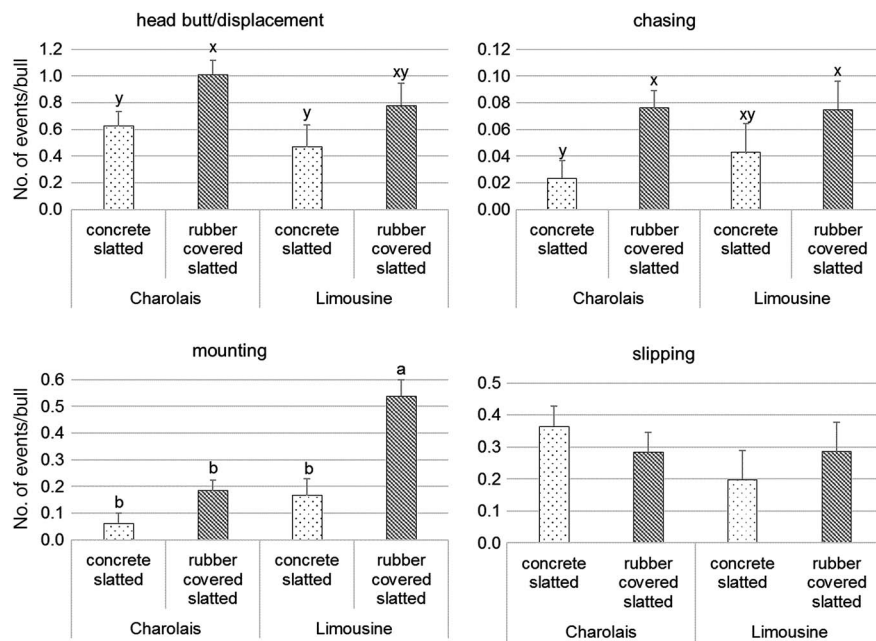 head butt/displacement
No. of events/bull
1.2
1.0
0.8
0.6
0.4
0.2
0.0
y
x
y
xy
concrete
slatted
rubber
covered
slatted
concrete
slatted
rubber
covered
slatted
Charolais
Limousine
chasing
0.12
0.10
0.08
0.06
0.04
0.02
0.00
y
x
xy
x
concrete
slatted
rubber
covered
slatted
concrete
slatted
rubber
covered
slatted
Charolais
Limousine
mounting
No. of events/bull
0.6
0.5
0.4
0.3
0.2
0.1
0.0
b
b
b
a
concrete
slatted
rubber
covered
slatted
concrete
slatted
rubber
covered
slatted
Charolais
Limousine
slipping
0.5
0.4
0.3
0.2
0.1
0.0
concrete
slatted
rubber
covered
slatted
concrete
slatted
rubber
covered
slatted
Charolais
Limousine